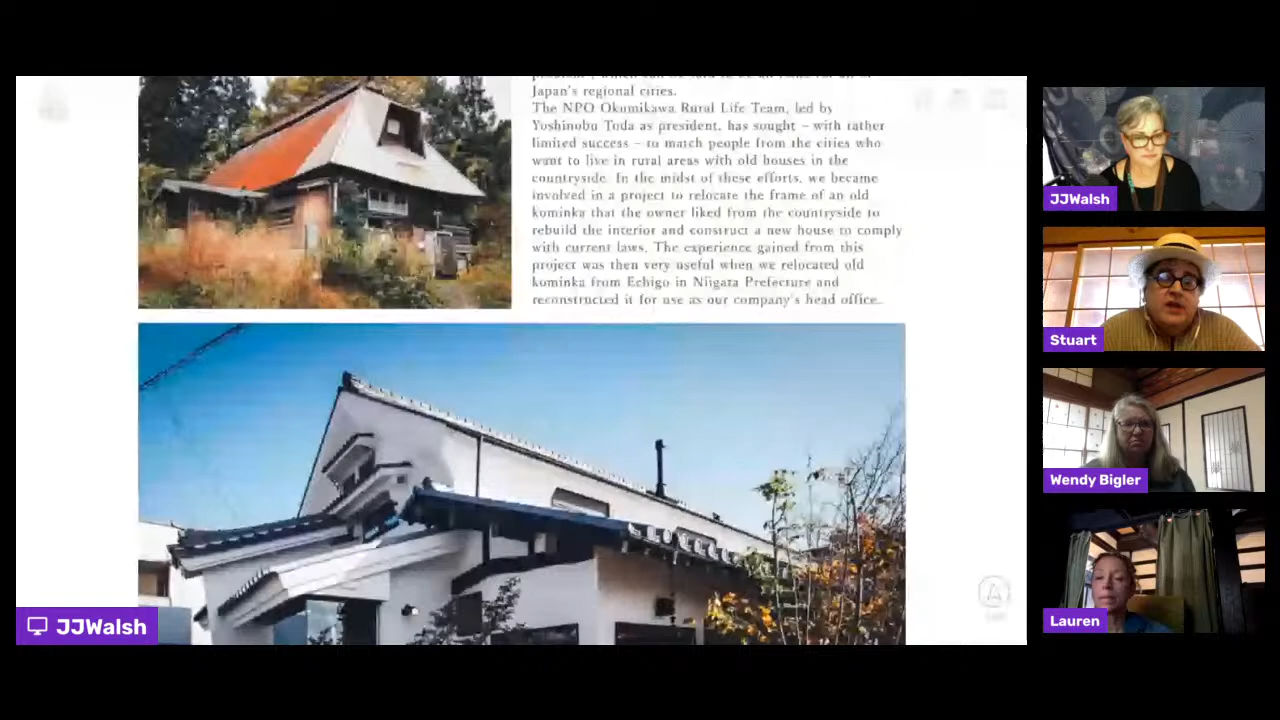 Japan's regional cities.
The NPO Okumikawa Rural Life Team, led by
Yoshinobu Toda as president, has sought – with rather
limited success – to match people from the cities who
want to live in rural areas with old houses in the
countryside. In the midst of these efforts, we became
involved in a project to relocate the frame of an old
kominka that the owner liked from the countryside to
rebuild the interior and construct a new house to comply
with current laws. The experience gained from this
project was then very useful when we relocated old
kominka from Echigo in Niigata Prefecture and
reconstructed it for use as our company's head office.
JJWalsh
JJWalsh
Stuart
Wendy Bigler
Lauren